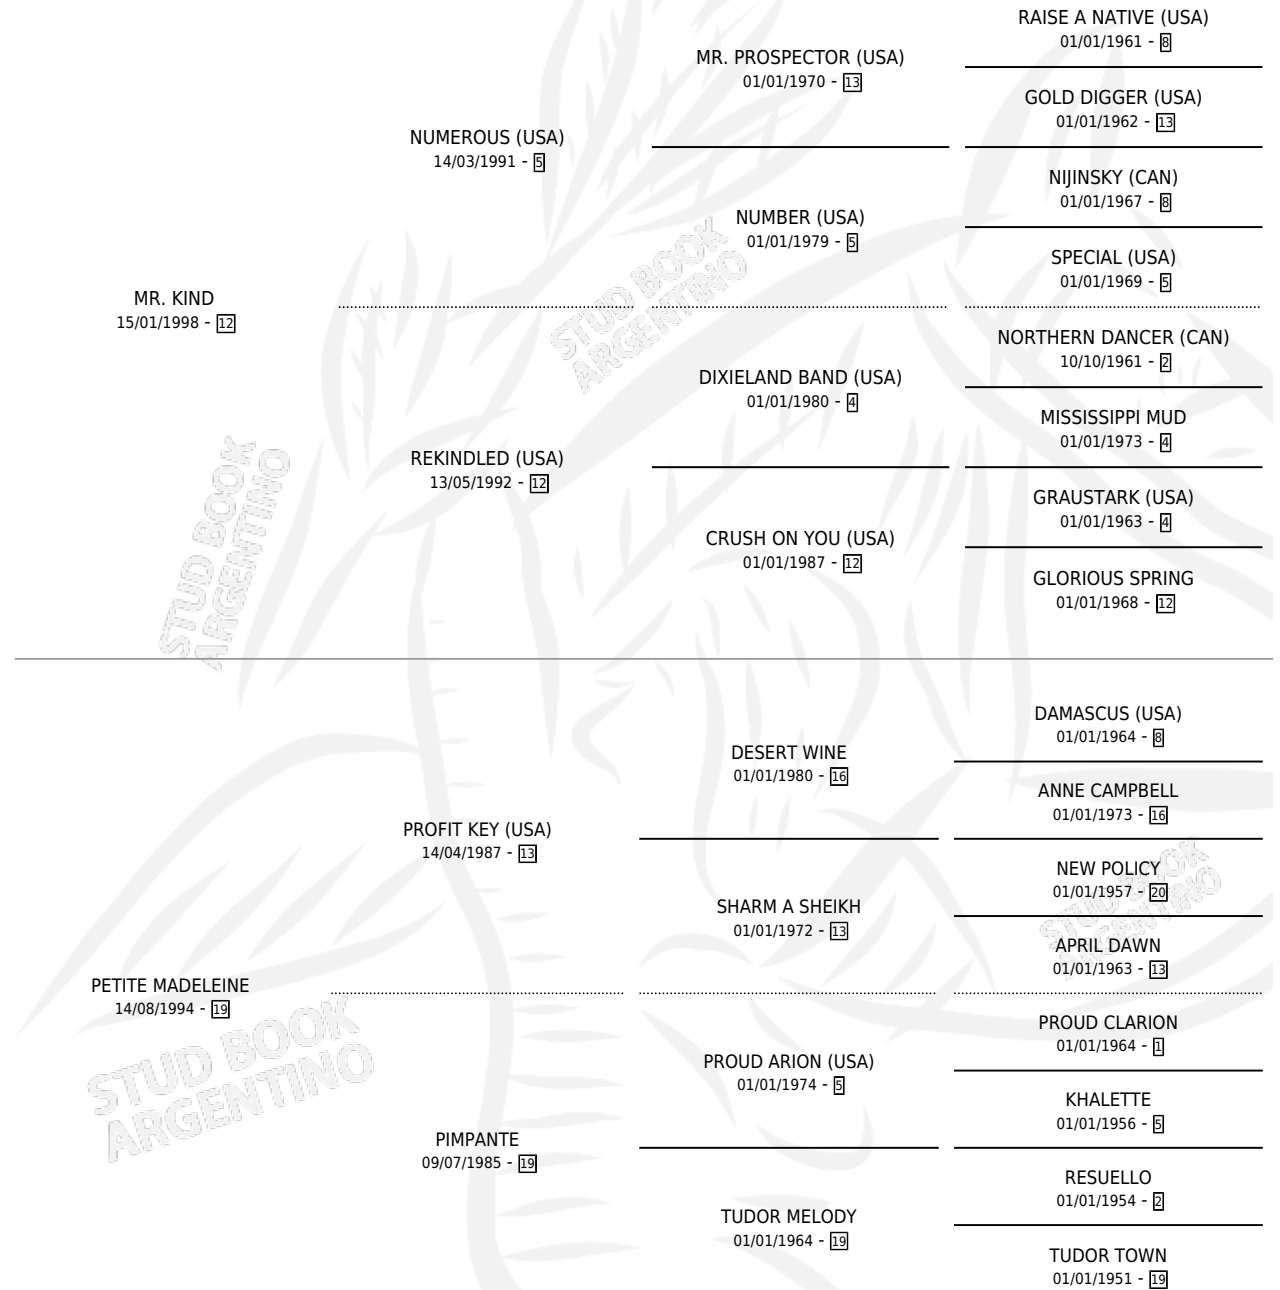 RAISE A NATIVE (USA)
01/01/1961 - 8
MR. PROSPECTOR (USA)
01/01/1970 - 13
GOLD DIGGER (USA)
01/01/1962 - 13
NUMEROUS (USA)
14/03/1991 - 5
NIJINSKY (CAN)
01/01/1967 - 8
NUMBER (USA)
01/01/1979 - 5
SPECIAL (USA)
01/01/1969 - 5
MR. KIND
15/01/1998 - 12
STUD BOOK
ARGENTINO
NORTHERN DANCER (CAN)
10/10/1961 - 2
DIXIELAND BAND (USA)
01/01/1980 - 4
MISSISSIPPI MUD
01/01/1973 - 4
REKINDLED (USA)
13/05/1992 - 12
GRAUSTARK (USA)
01/01/1963 - 4
CRUSH ON YOU (USA)
01/01/1987 - 12
GLORIOUS SPRING
01/01/1968 - 12
STUD BOOK
ARGENTINO
DAMASCUS (USA)
01/01/1964 - 8
DESERT WINE
01/01/1980 - 16
ANNE CAMPBELL
01/01/1973 - 16
PROFIT KEY (USA)
14/04/1987 - 13
NEW POLICY
01/01/1957 - 20
SHARM A SHEIKH
01/01/1972 - 13
STUD BOOK
ARGENTINO
APRIL DAWN
01/01/1963 - 13
PETITE MADELEINE
14/08/1994 - 19
PROUD CLARION
01/01/1964 - 1
STUD BOOK
ARGENTINO
PROUD ARION (USA)
01/01/1974 - 5
KHALETTE
01/01/1956 - 5
PIMPANTE
09/07/1985 - 19
RESUELLO
01/01/1954 - 2
TUDOR MELODY
01/01/1964 - 19
TUDOR TOWN
01/01/1951 - 19